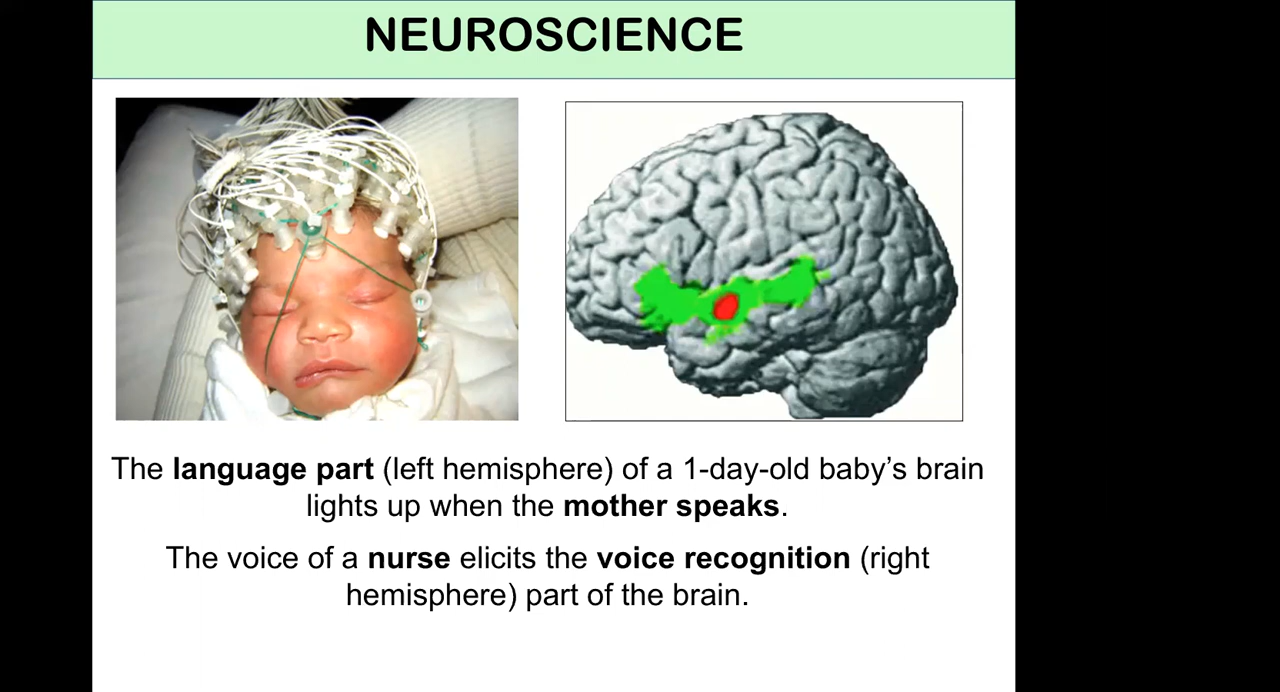 NEUROSCIENCE
The language part (left hemisphere) of a 1-day-old baby’s brain
lights up when the mother speaks.
The voice of a nurse elicits the voice recognition (right
hemisphere) part of the brain.